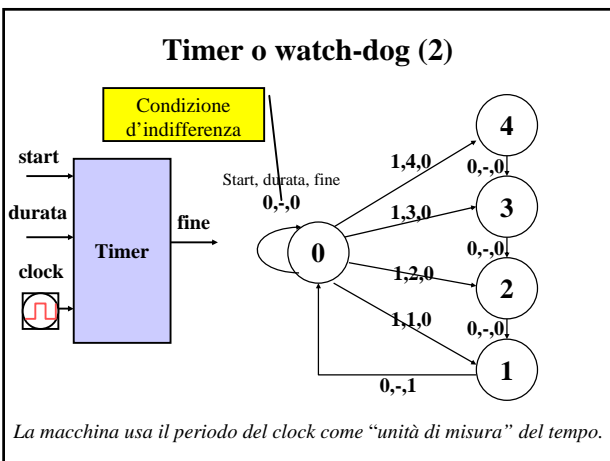 Timer o watch-dog (2)
Condizione
d'indifferenza
start
durata
clock
Timer
fine
Start, durata, fine
0,-,0
0
1,4,0
1,3,0
1,2,0
1,1,0
0,-,1
4
0,-,0
3
0,-,0
2
0,-,0
1
La macchina usa il periodo del clock come “unità di misura” del tempo.